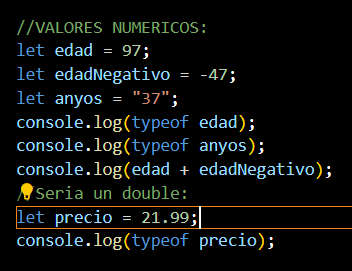 //VALORES NUMERICOS:
let edad = 97;
let edadNegativo = -47;
let anyos = "37";
console.log(typeof edad);
console.log(typeof anyos);
console.log(edad + edadNegativo);
/Seria un double:
let precio = 21.99;
console.log(typeof precio);